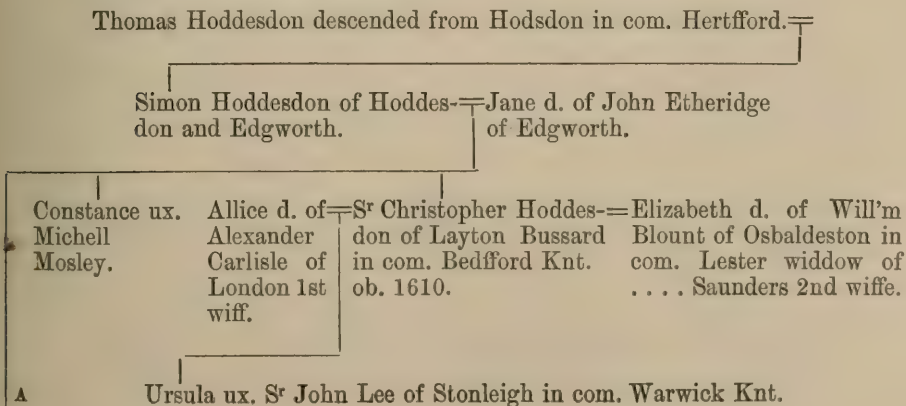 Thomas Hoddesdon descended from Hodsdon in com. Hertfford.
Simon Hoddesdon of Hoddes-
don and Edgworth.
Jane d. of John Etheridge
of Edgworth.
Constance ux.
Michell
Mosley.
Allice d. of
Alexander
Carlisle of
London 1st
wiff.
Sʳ Christopher Hoddes-
don of Layton Bussard
in com. Bedfford Knt.
ob. 1610.
Elizabeth d. of Will'm
Blount of Osbaldeston in
com. Lester widdow of
. . . . Saunders 2nd wiffe.
A
Ursula ux. Sʳ John Lee of Stonleigh in com. Warwick Knt.